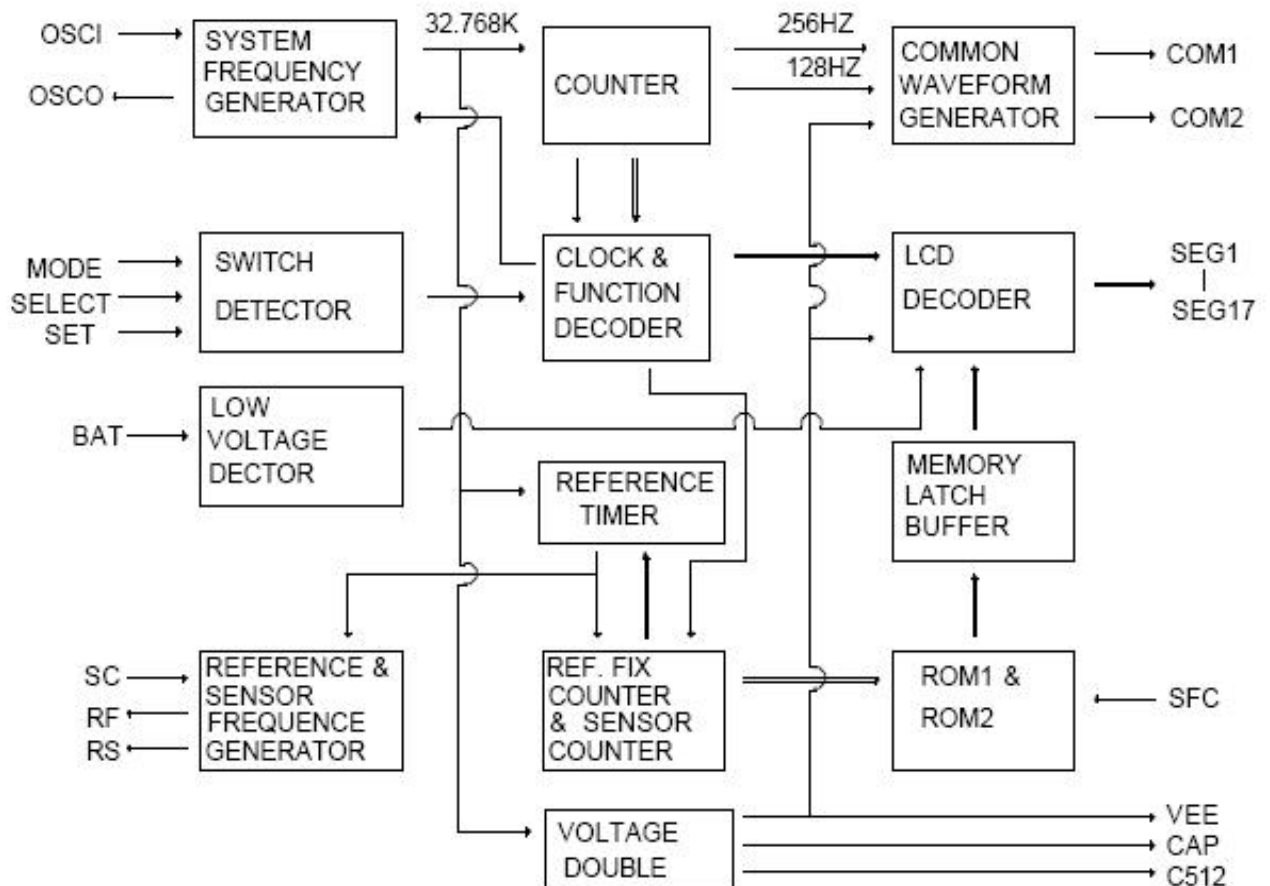 OSCI
OSCO
SYSTEM
FREQUENCY
GENERATOR
32.768K
COUNTER
256HZ
128HZ
COMMON
WAVEFORM
GENERATOR
COM1
COM2
MODE
SELECT
SET
SWITCH
DETECTOR
CLOCK &
FUNCTION
DECODER
LCD
DECODER
SEG1
SEG17
BAT
LOW
VOLTAGE
DECTOR
REFERENCE
TIMER
MEMORY
LATCH
BUFFER
SC
RF
RS
REFERENCE &
SENSOR
FREQUENCE
GENERATOR
REF. FIX
COUNTER
& SENSOR
COUNTER
ROM1 &
ROM2
SFC
VOLTAGE
DOUBLE
VEE
CAP
C512